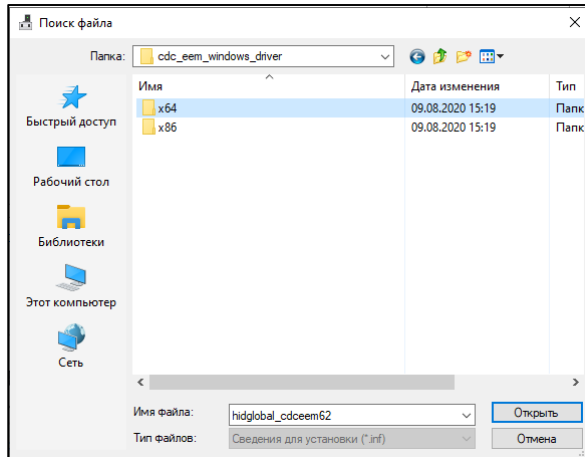 Поиск файла
Папка: cdc_eem_windows_driver
Имя Дата изменения Тип
x64 09.08.2020 15:19 Папк
x86 09.08.2020 15:19 Папк
Быстрый доступ
Рабочий стол
Библиотеки
Этот компьютер
Сеть
Имя файла: hidglobal_cdceem62 Открыть
Тип файлов: Сведения для установки (*.inf) Отмена